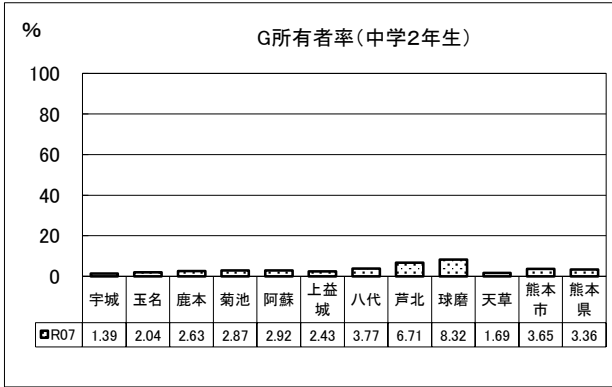 %
G所有者率(中学2年生)
100
80
60
40
20
0
宇城 玉名 鹿本 菊池 阿蘇 上益城 八代 芦北 球磨 天草 熊本市 熊本県
R07 1.39 2.04 2.63 2.87 2.92 2.43 3.77 6.71 8.32 1.69 3.65 3.36